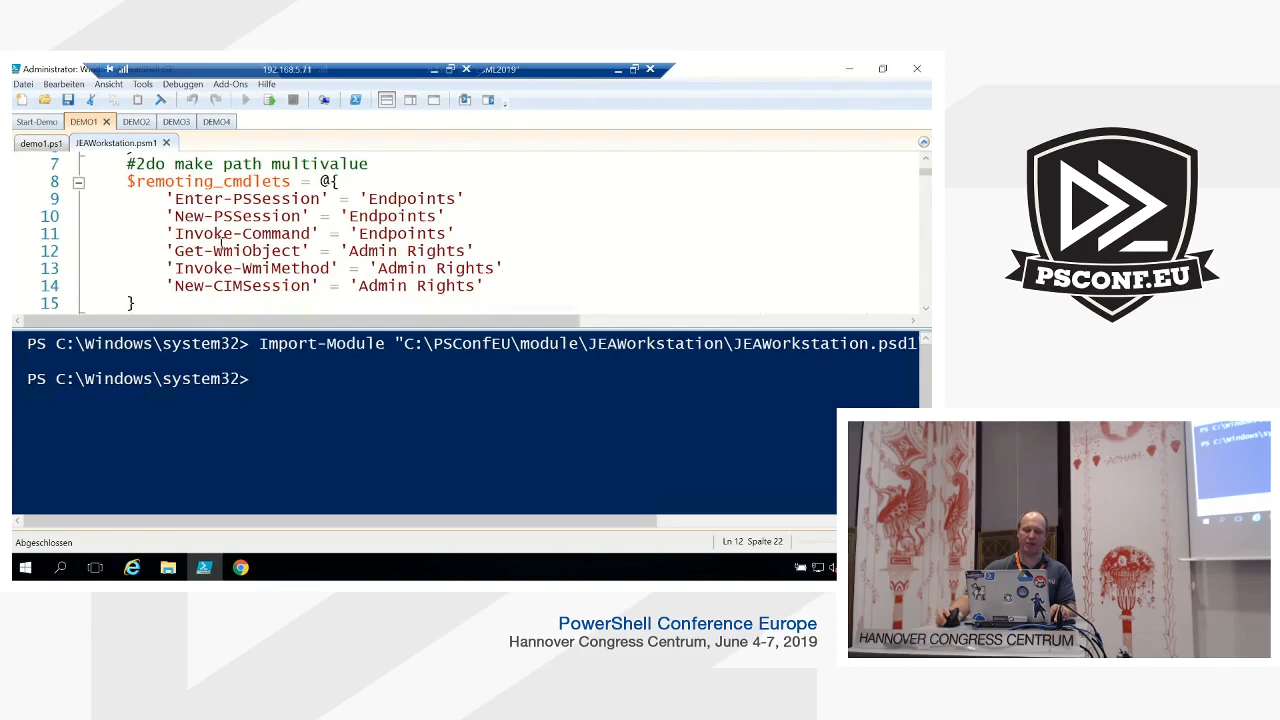 Administrator: Win
192.168.5.71
ML2019"
Datei Bearbeiten Ansicht Tools Debuggen Add-Ons Hilfe
Start-Demo DEMO1 DEMO2 DEMO3 DEMO4
demo1.ps1 JEAWorkstation.psm1
7 #2do make path multivalue
8 $remoting_cmdlets = @{
9 'Enter-PSSession' = 'Endpoints'
10 'New-PSSession' = 'Endpoints'
11 'Invoke-Command' = 'Endpoints'
12 'Get-WmiObject' = 'Admin Rights'
13 'Invoke-WmiMethod' = 'Admin Rights'
14 'New-CIMSession' = 'Admin Rights'
15 }
PS C:\Windows\system32> Import-Module "C:\PSConfEU\module\JEAWorkstation\JEAWorkstation.psd1
PS C:\Windows\system32>
Abgeschlossen
Ln 12 Spalte 22
PSCONF.EU
HANNOVER CONGRESS CENTRUM
PowerShell Conference Europe
Hannover Congress Centrum, June 4-7, 2019